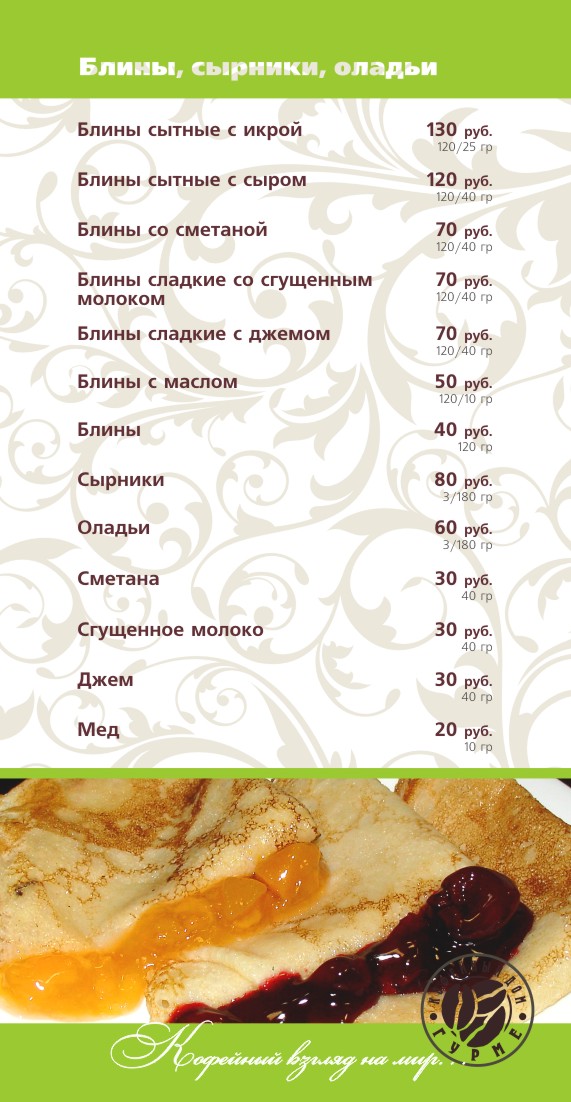 Блины, сырники, оладьи
Блины сытные с икрой 130 руб.
120/25 гр
Блины сытные с сыром 120 руб.
120/40 гр
Блины со сметаной 70 руб.
120/40 гр
Блины сладкие со сгущенным 70 руб.
молоком 120/40 гр
Блины сладкие с джемом 70 руб.
120/40 гр
Блины с маслом 50 руб.
120/10 гр
Блины 40 руб.
120 гр
Сырники 80 руб.
3/180 гр
Оладьи 60 руб.
3/180 гр
Сметана 30 руб.
40 гр
Сгущенное молоко 30 руб.
40 гр
Джем 30 руб.
40 гр
Мед 20 руб.
10 гр
ГУРМЕ
Кофейный взгляд на мир...